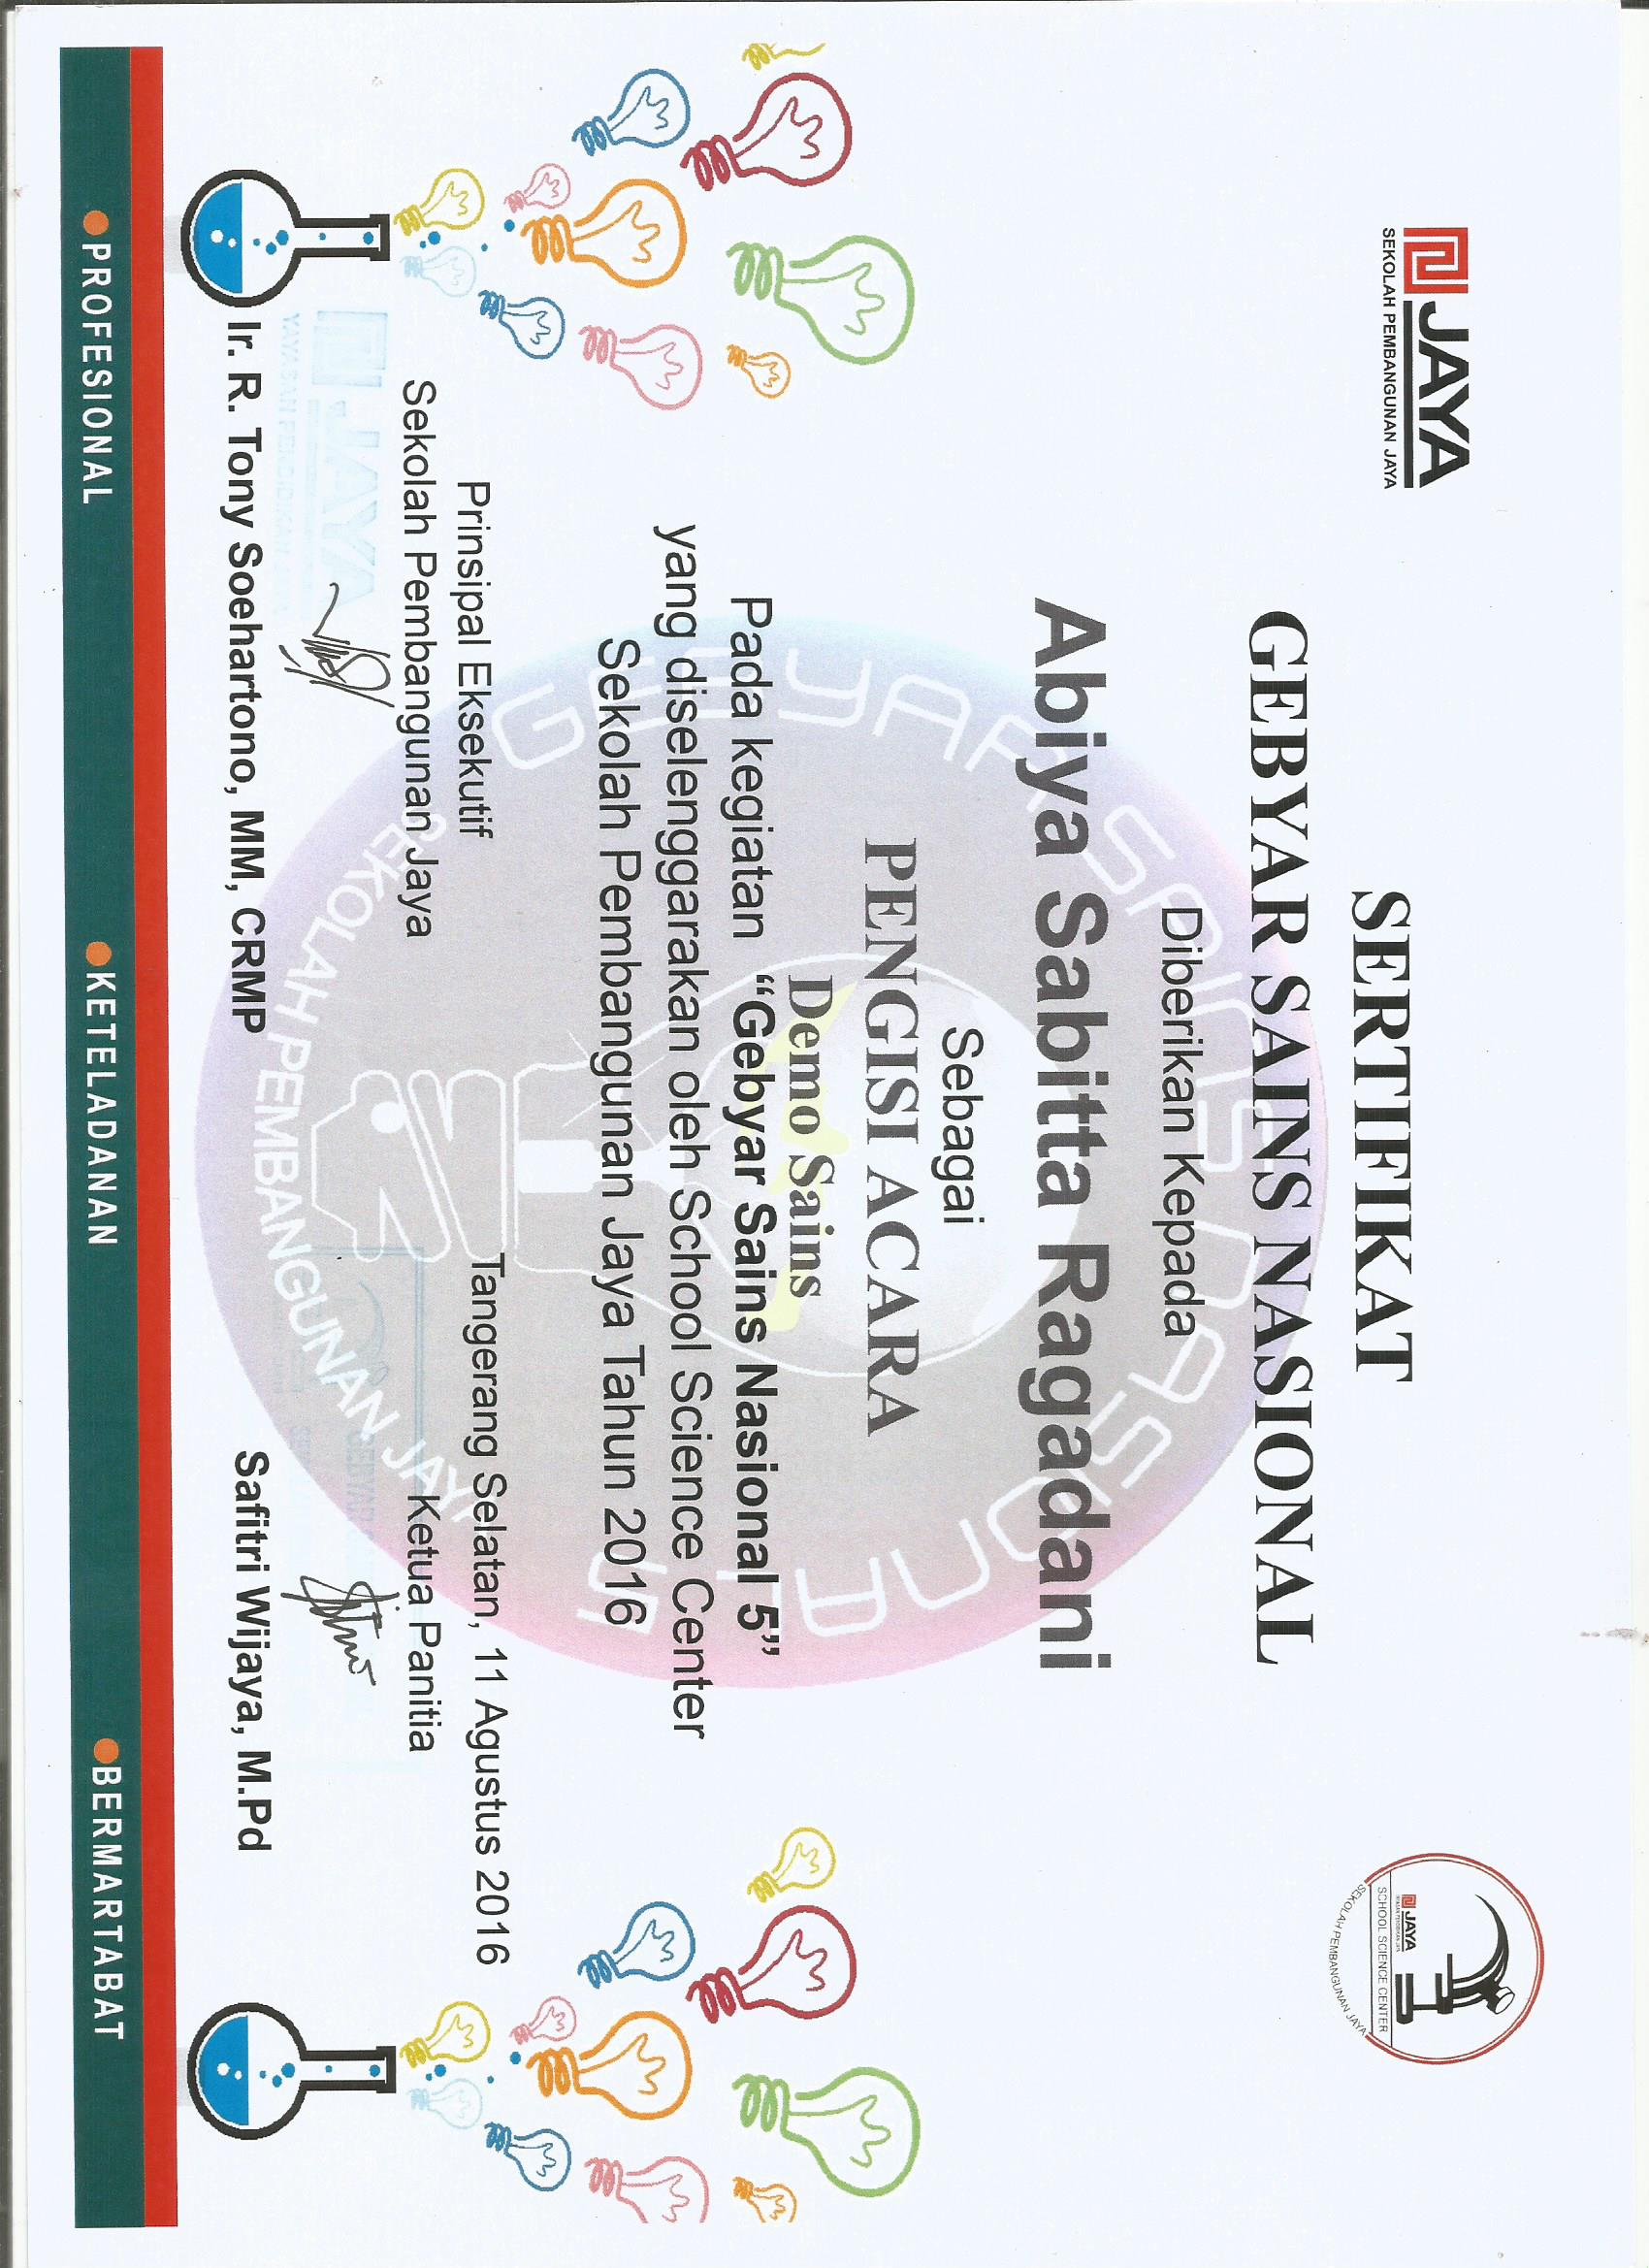 JAYA
SEKOLAH PEMBANGUNAN JAYA
JAYA
SCHOOL SCIENCE CENTER
SEKOLAH PEMBANGUNAN JAYA
SERTIFIKAT
GEBYAR SAINS NASIONAL
Diberikan Kepada
Abiya Sabitta Ragadani
Sebagai
PENGISI ACARA
Demo Sains
Pada kegiatan “Gebyar Sains Nasional 5”
yang diselenggarakan oleh School Science Center
Sekolah Pembangunan Jaya Tahun 2016
GEBYAR SAINS NASIONAL 5
SEKOLAH PEMBANGUNAN JAYA
Prinsipal Eksekutif
Sekolah Pembangunan Jaya
JAYA
YAYASAN PENDIDIKAN JAYA
Ir. R. Tony Soehartono, MM, CRMP
Tangerang Selatan, 11 Agustus 2016
Ketua Panitia
GEBYAR
Safitri Wijaya, M.Pd
PROFESIONAL
KETELADANAN
BERMARTABAT